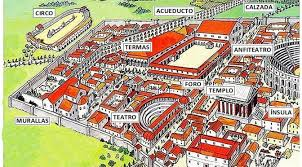 CIRCO
ACUEDUCTO
CALZADA
TERMAS
ANFITEATRO
FORO
TEMPLO
MURALLAS
TEATRO
ÍNSULA